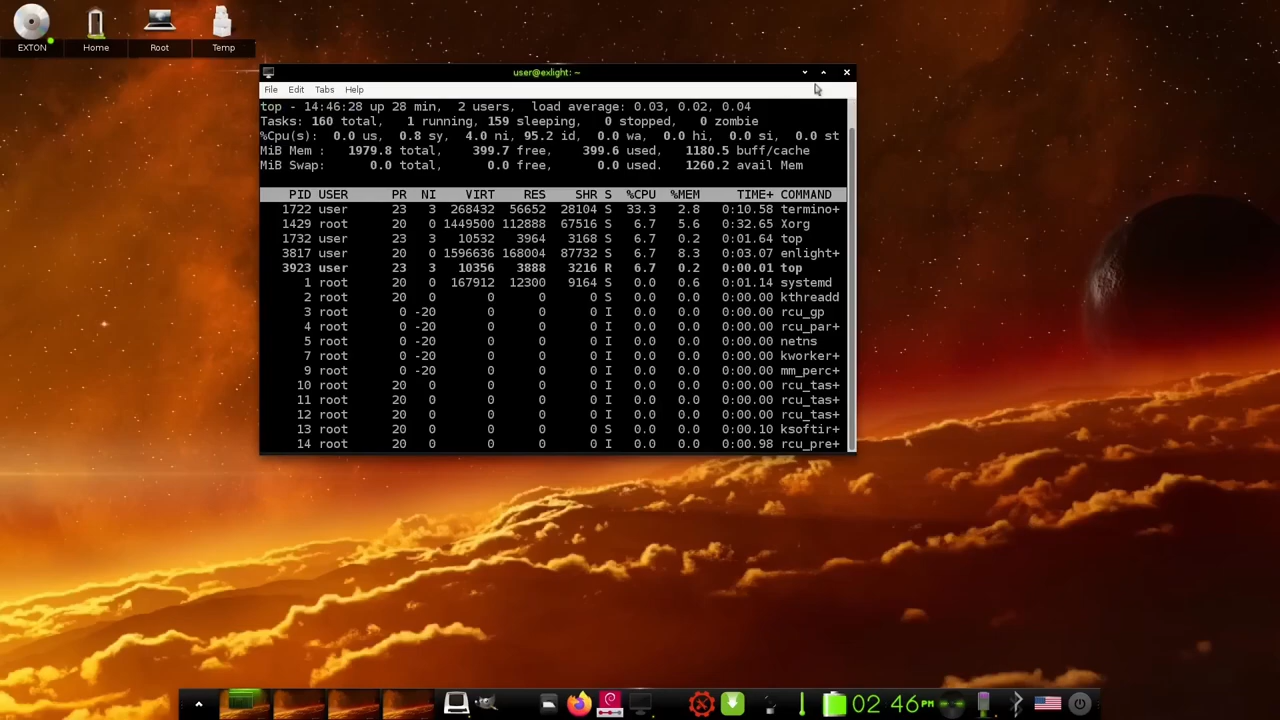 EXTON
Home
Root
Temp
user@exlight: ~
File Edit Tabs Help
top - 14:46:28 up 28 min,  2 users,  load average: 0.03, 0.02, 0.04
Tasks: 160 total,   1 running, 159 sleeping,   0 stopped,   0 zombie
%Cpu(s):  0.0 us,  0.8 sy,  4.0 ni, 95.2 id,  0.0 wa,  0.0 hi,  0.0 si,  0.0 st
MiB Mem :   1979.8 total,    399.7 free,    399.6 used,   1180.5 buff/cache
MiB Swap:      0.0 total,      0.0 free,      0.0 used.   1260.2 avail Mem
PID USER      PR  NI    VIRT    RES    SHR S  %CPU  %MEM     TIME+ COMMAND
1722 user      23   3  268432  56652  28104 S  33.3   2.8   0:10.58 termino+
1429 root      20   0 1449500 112888  67516 S   6.7   5.6   0:32.65 Xorg
1732 user      23   3   10532   3964   3168 S   6.7   0.2   0:01.64 top
3817 user      20   0 1596636 168004  87732 S   6.7   8.3   0:03.07 enlight+
3923 user      23   3   10356   3888   3216 R   6.7   0.2   0:00.01 top
1 root      20   0  167912  12300   9164 S   0.0   0.6   0:01.14 systemd
2 root      20   0       0      0      0 S   0.0   0.0   0:00.00 kthreadd
3 root       0 -20       0      0      0 I   0.0   0.0   0:00.00 rcu_gp
4 root       0 -20       0      0      0 I   0.0   0.0   0:00.00 rcu_par+
5 root       0 -20       0      0      0 I   0.0   0.0   0:00.00 netns
7 root       0 -20       0      0      0 I   0.0   0.0   0:00.00 kworker+
9 root       0 -20       0      0      0 I   0.0   0.0   0:00.00 mm_perc+
10 root      20   0       0      0      0 I   0.0   0.0   0:00.00 rcu_tas+
11 root      20   0       0      0      0 I   0.0   0.0   0:00.00 rcu_tas+
12 root      20   0       0      0      0 I   0.0   0.0   0:00.00 rcu_tas+
13 root      20   0       0      0      0 S   0.0   0.0   0:00.10 ksoftir+
14 root      20   0       0      0      0 I   0.0   0.0   0:00.98 rcu_pre+
02 46PM